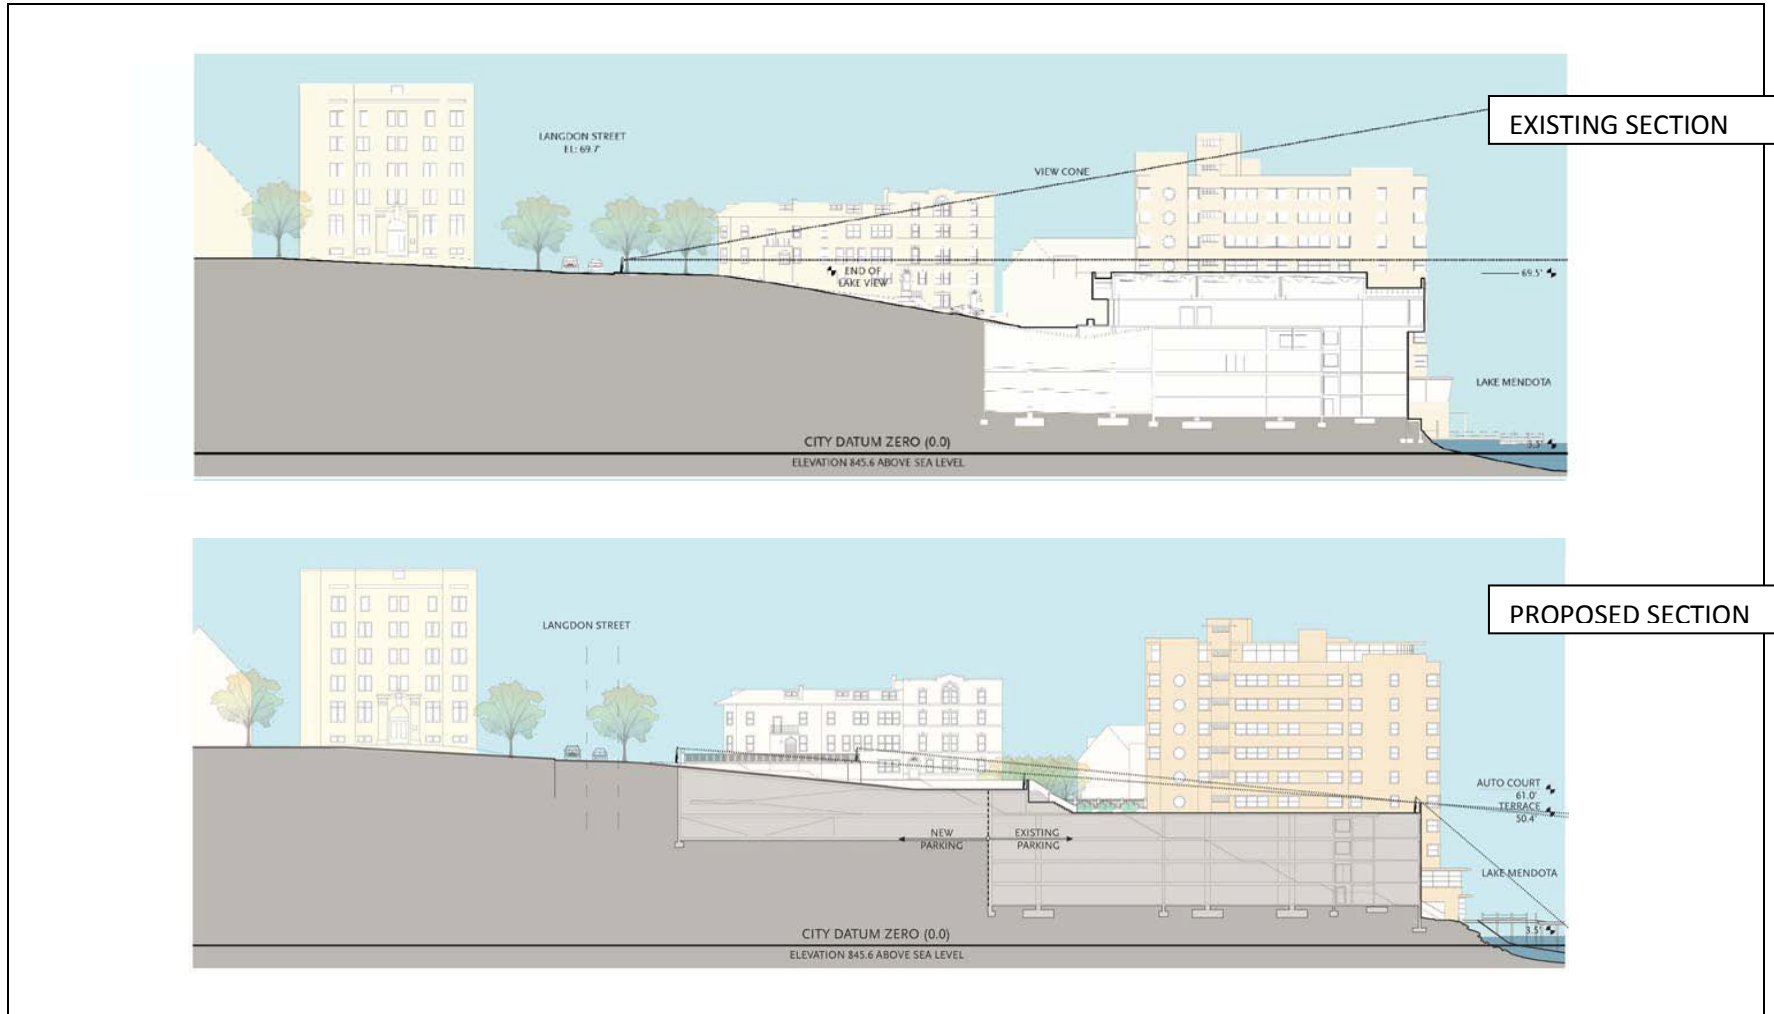 EXISTING SECTION
LANGDON STREET
EL: 69.7'
VIEW CONE
END OF
LAKE VIEW
69.5'
LAKE MENDOTA
3.5'
CITY DATUM ZERO (0.0)
ELEVATION 845.6 ABOVE SEA LEVEL
PROPOSED SECTION
LANGDON STREET
AUTO COURT
61.0'
TERRACE
50.4'
NEW
PARKING
EXISTING
PARKING
LAKE MENDOTA
3.5'
CITY DATUM ZERO (0.0)
ELEVATION 845.6 ABOVE SEA LEVEL